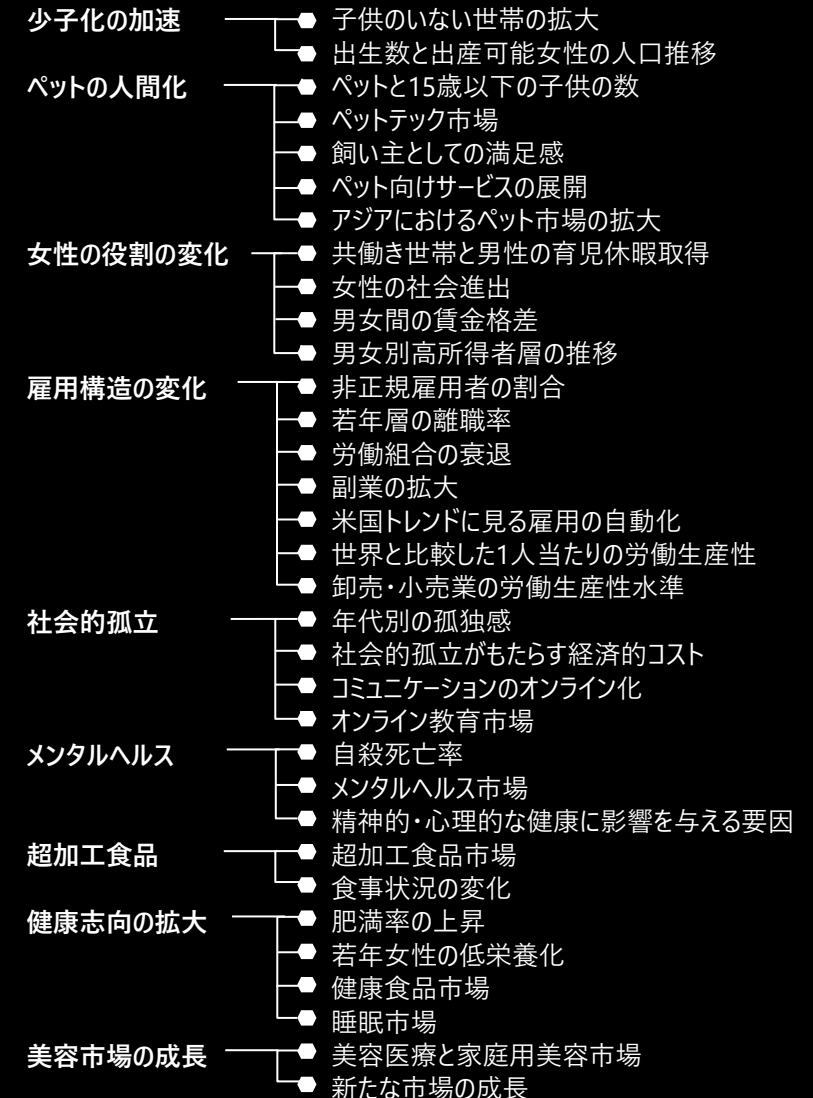 少子化の加速 子供のいない世帯の拡大
出生数と出産可能女性の人口推移
ペットの人間化 ペットと15歳以下の子供の数
ペットテック市場
飼い主としての満足感
ペット向けサービスの展開
アジアにおけるペット市場の拡大
女性の役割の変化 共働き世帯と男性の育児休暇取得
女性の社会進出
男女間の賃金格差
男女別高所得者層の推移
雇用構造の変化 非正規雇用者の割合
若年層の離職率
労働組合の衰退
副業の拡大
米国トレンドに見る雇用の自動化
世界と比較した1人当たりの労働生産性
卸売・小売業の労働生産性水準
社会的孤立 年代別の孤独感
社会的孤立がもたらす経済的コスト
コミュニケーションのオンライン化
オンライン教育市場
メンタルヘルス 自殺死亡率
メンタルヘルス市場
精神的・心理的な健康に影響を与える要因
超加工食品 超加工食品市場
食事状況の変化
健康志向の拡大 肥満率の上昇
若年女性の低栄養化
健康食品市場
睡眠市場
美容市場の成長 美容医療と家庭用美容市場
新たな市場の成長